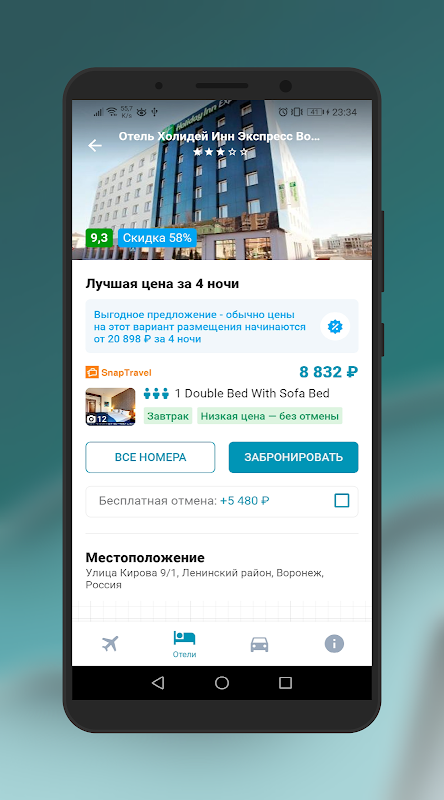 55,7
K/s
41
23:34
Holiday Inn Exp
Отель Холидей Инн Экспресс Во...
9,3
Скидка 58%
Лучшая цена за 4 ночи
Выгодное предложение - обычно цены
на этот вариант размещения начинаются
от 20 898 ₽ за 4 ночи
SnapTravel
8 832 ₽
1 Double Bed With Sofa Bed
12
Завтрак
Низкая цена — без отмены
ВСЕ НОМЕРА
ЗАБРОНИРОВАТЬ
Бесплатная отмена: +5 480 ₽
Местоположение
Улица Кирова 9/1, Ленинский район, Воронеж,
Россия
Отели